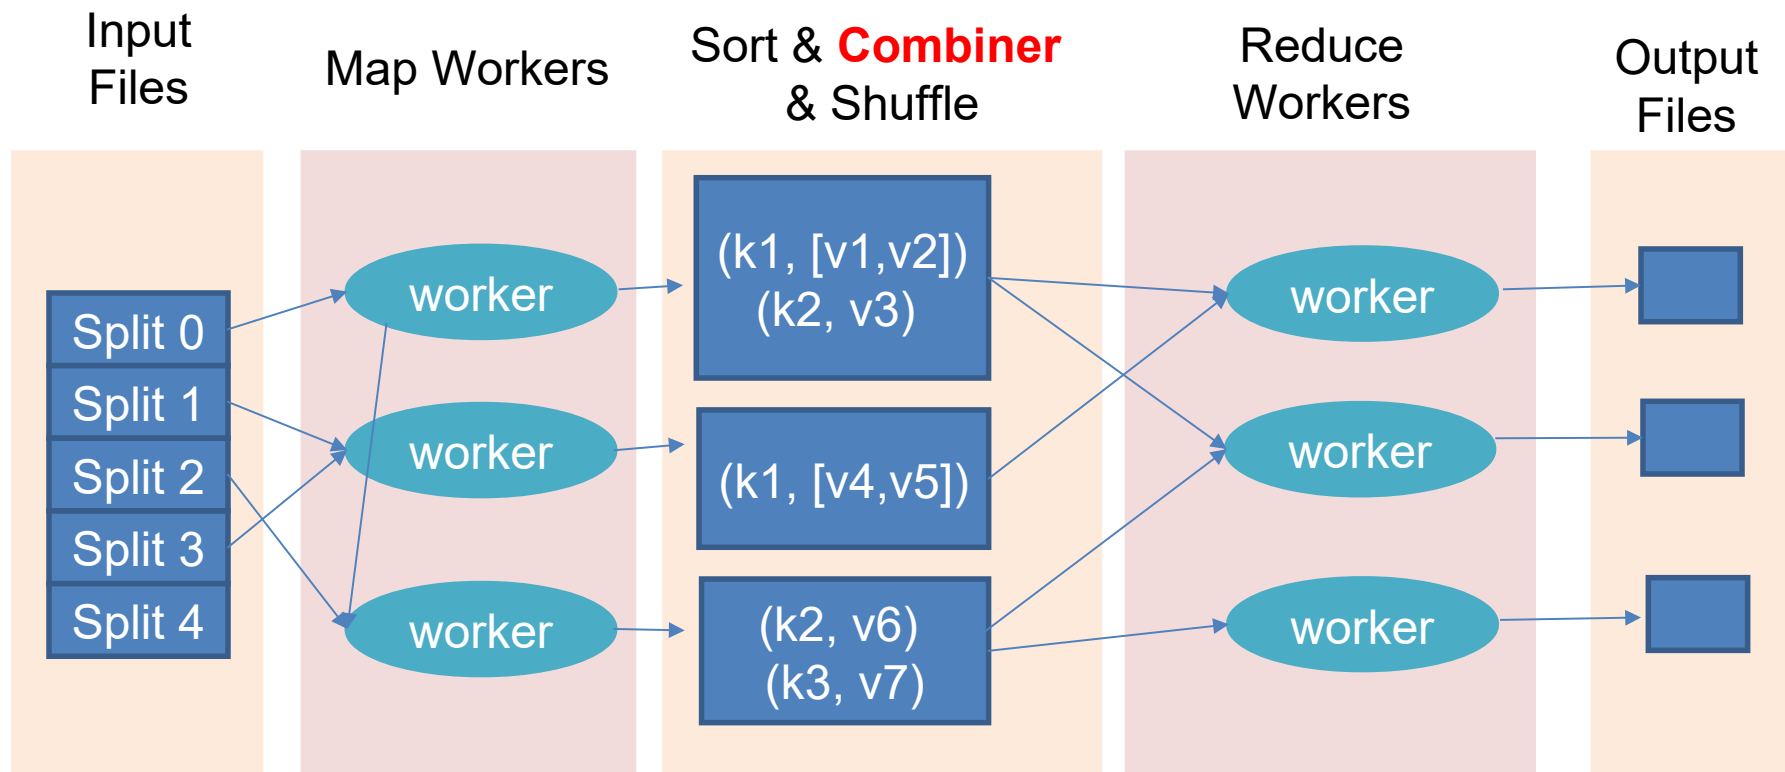 Input
Files
Map Workers
Sort & Combiner
& Shuffle
Reduce
Workers
Output
Files
Split 0
Split 1
Split 2
Split 3
Split 4
worker
worker
worker
(k1, [v1,v2])
(k2, v3)
(k1, [v4,v5])
(k2, v6)
(k3, v7)
worker
worker
worker